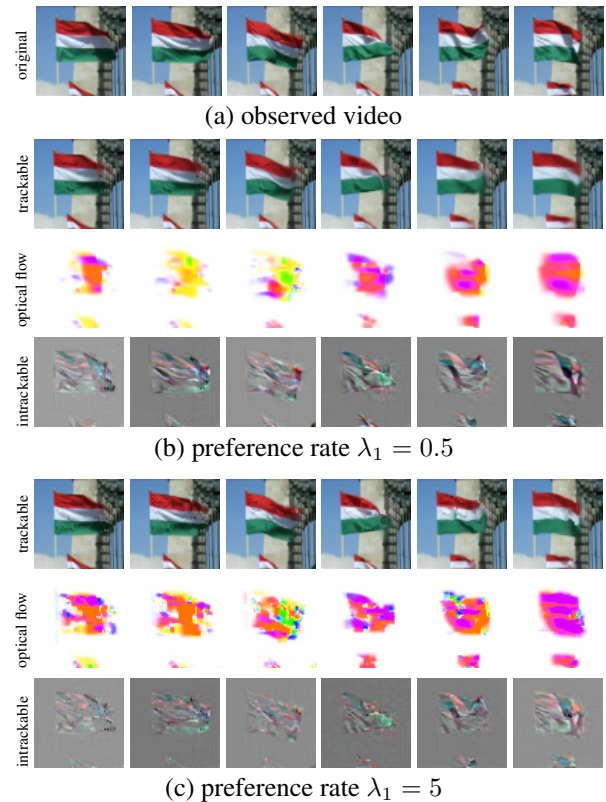 original
(a) observed video
trackable
optical flow
intrackable
(b) preference rate λ₁ = 0.5
trackable
optical flow
intrackable
(c) preference rate λ₁ = 5